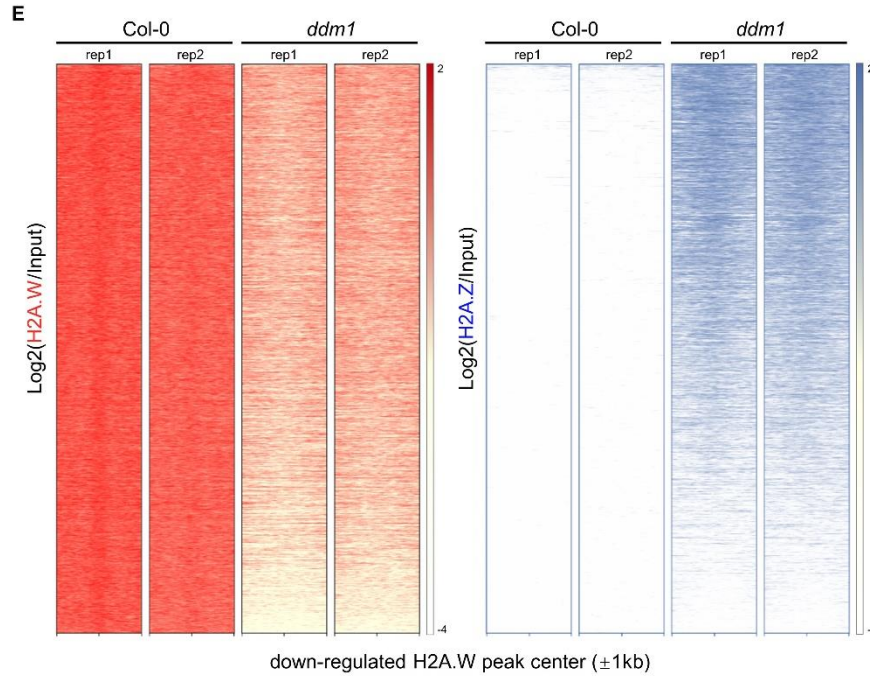 E
Col-0 ddm1 Col-0 ddm1
rep1 rep2 rep1 rep2 rep1 rep2 rep1 rep2
2
2
Log2(H2A.W/Input)
Log2(H2A.Z/Input)
-4
down-regulated H2A.W peak center (±1kb)